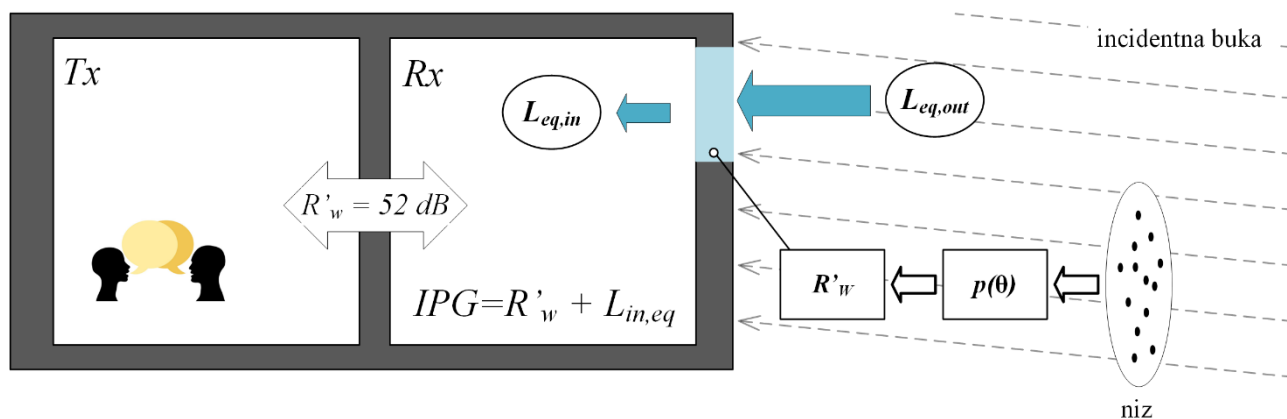 incidentna buka
Tx
Rx
L_eq,in
L_eq,out
R'_w = 52 dB
R'_W
p(θ)
IPG=R'_w + L_in,eq
niz